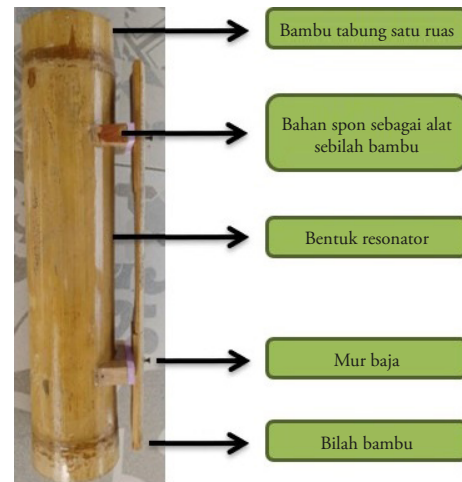 Bambu tabung satu ruas
Bahan spon sebagai alat
sebilah bambu
Bentuk resonator
Mur baja
Bilah bambu